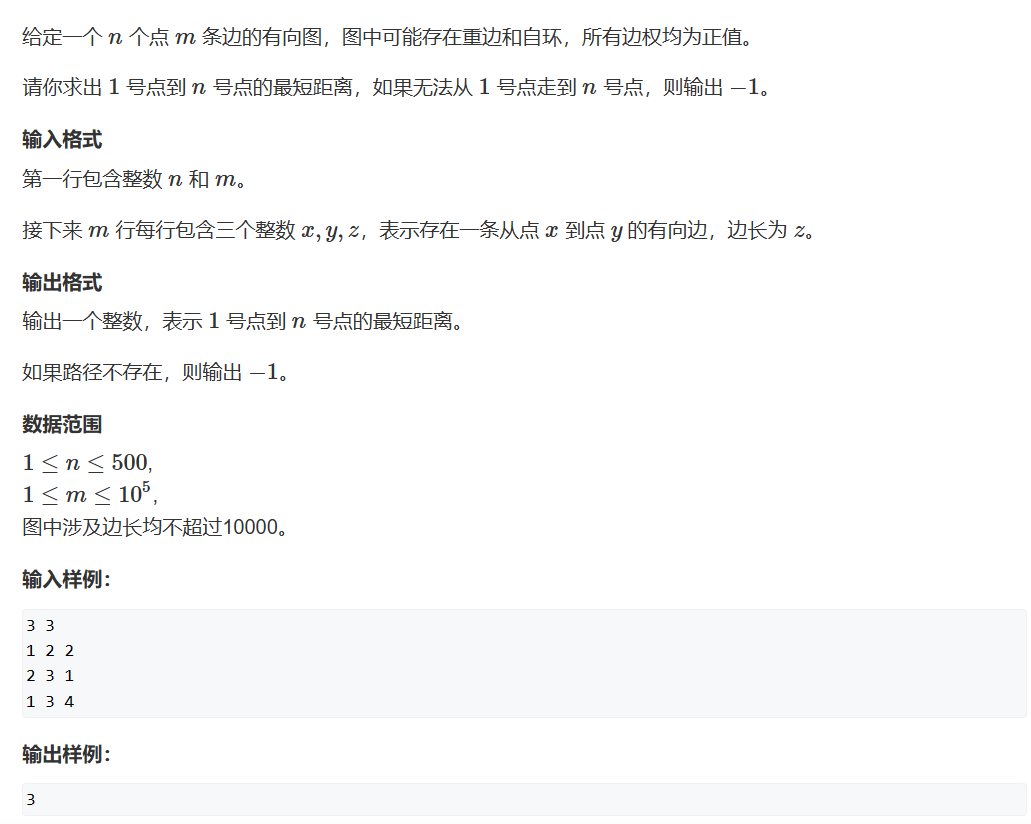 给定一个 n 个点 m 条边的有向图，图中可能存在重边和自环，所有边权均为正值。
请你求出 1 号点到 n 号点的最短距离，如果无法从 1 号点走到 n 号点，则输出 −1。
输入格式
第一行包含整数 n 和 m。
接下来 m 行每行包含三个整数 x, y, z，表示存在一条从点 x 到点 y 的有向边，边长为 z。
输出格式
输出一个整数，表示 1 号点到 n 号点的最短距离。
如果路径不存在，则输出 −1。
数据范围
1 ≤ n ≤ 500,
1 ≤ m ≤ 10⁵,
图中涉及边长均不超过10000。
输入样例：
3 3
1 2 2
2 3 1
1 3 4
输出样例：
3